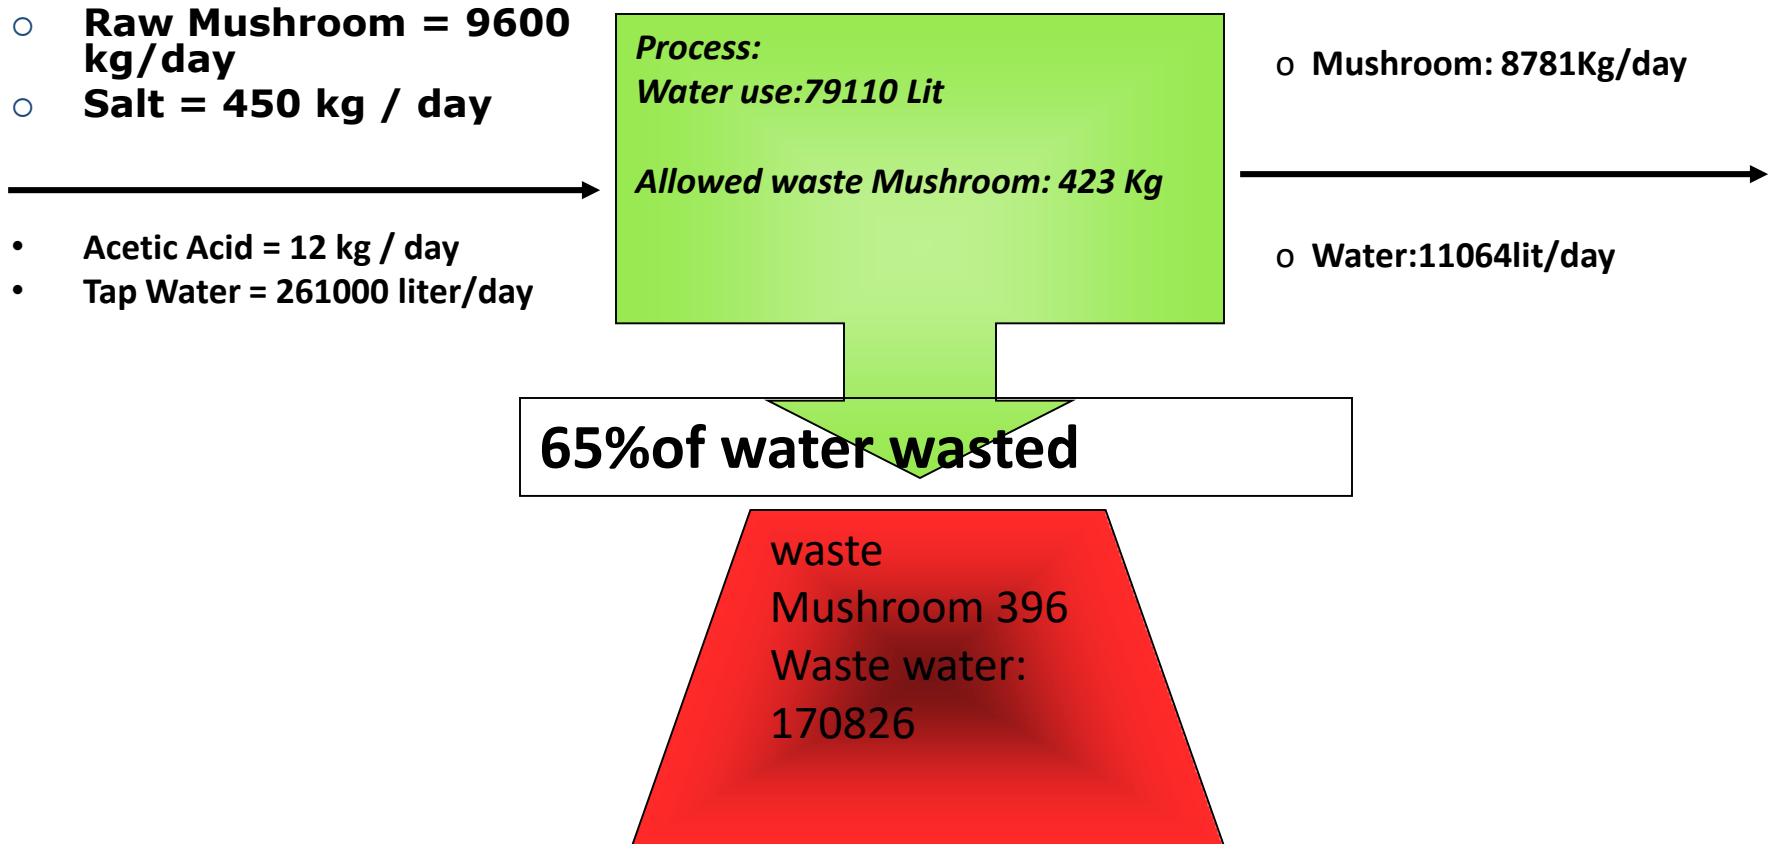 Raw Mushroom = 9600
kg/day
Salt = 450 kg / day
Acetic Acid = 12 kg / day
Tap Water = 261000 liter/day
Process:
Water use:79110 Lit
Allowed waste Mushroom: 423 Kg
Mushroom: 8781Kg/day
Water:11064lit/day
65%of water wasted
waste
Mushroom 396
Waste water:
170826